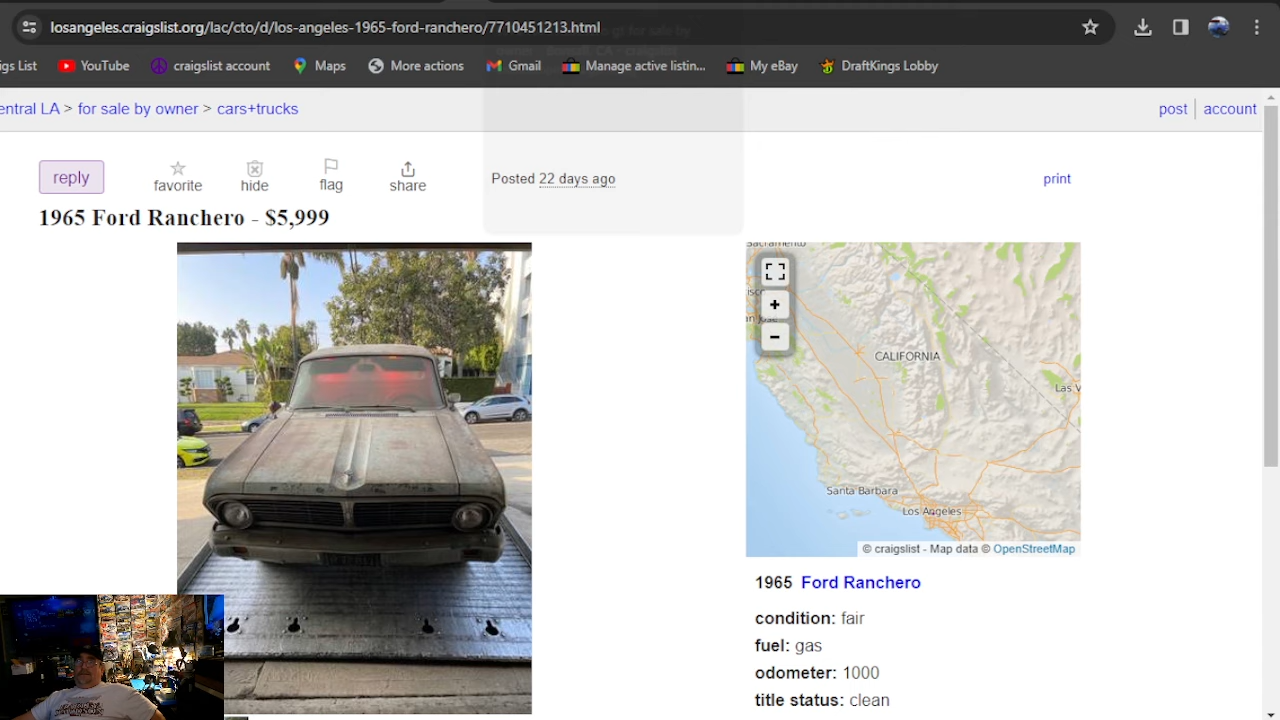 losangeles.craigslist.org/lac/cto/d/los-angeles-1965-ford-ranchero/7710451213.html
igs List YouTube craigslist account Maps More actions Gmail Manage active listin... My eBay DraftKings Lobby
entral LA > for sale by owner > cars+trucks
post account
reply favorite hide flag share
Posted 22 days ago
print
1965 Ford Ranchero - $5,999
Sacramento
CALIFORNIA
Las V
Santa Barbara
Los Angeles
© craigslist - Map data © OpenStreetMap
1965 Ford Ranchero
condition: fair
fuel: gas
odometer: 1000
title status: clean